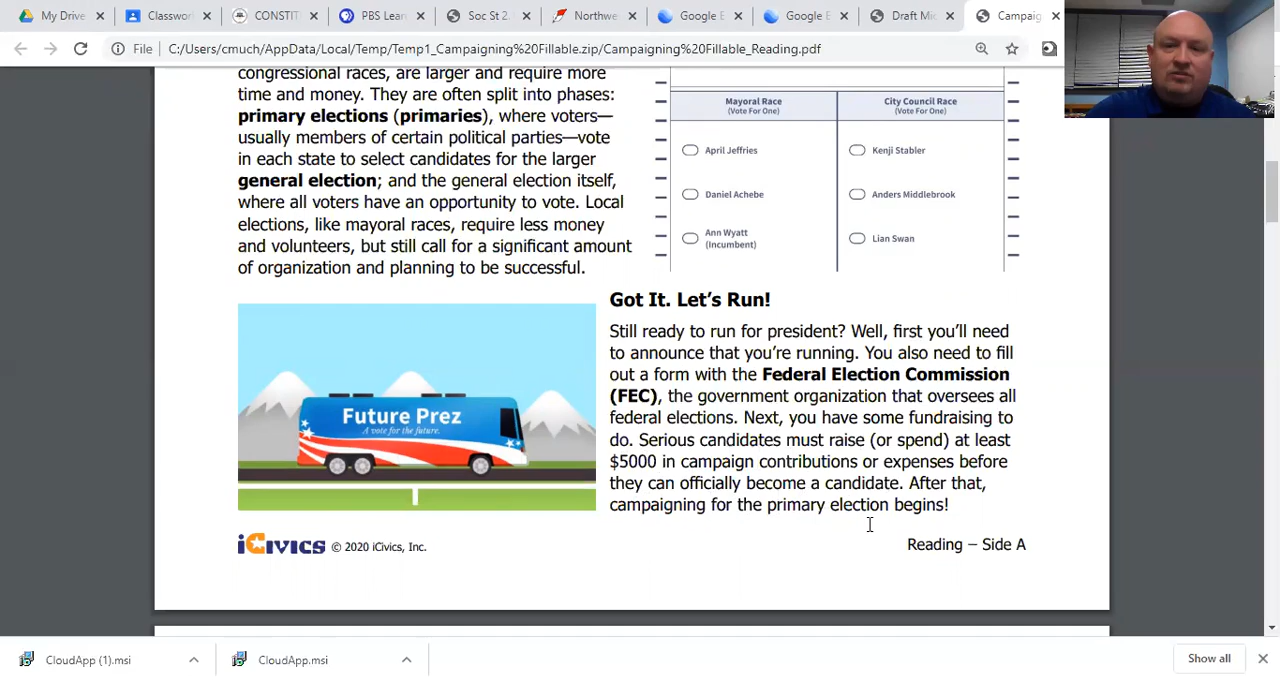 My Drive
Classwor
CONSTIT
PBS Lear
Soc St 2.
Northwe
Google E
Google E
Draft Mi
Campaig
File
C:/Users/cmuch/AppData/Local/Temp/Temp1_Campaigning%20Fillable.zip/Campaigning%20Fillable_Reading.pdf
congressional races, are larger and require more
time and money. They are often split into phases:
primary elections (primaries), where voters—
usually members of certain political parties—vote
in each state to select candidates for the larger
general election; and the general election itself,
where all voters have an opportunity to vote. Local
elections, like mayoral races, require less money
and volunteers, but still call for a significant amount
of organization and planning to be successful.
Mayoral Race
(Vote For One)
April Jeffries
Daniel Achebe
Ann Wyatt
(Incumbent)
City Council Race
(Vote For One)
Kenji Stabler
Anders Middlebrook
Lian Swan
Future Prez
A vote for the future.
Got It. Let's Run!
Still ready to run for president? Well, first you'll need
to announce that you're running. You also need to fill
out a form with the Federal Election Commission
(FEC), the government organization that oversees all
federal elections. Next, you have some fundraising to
do. Serious candidates must raise (or spend) at least
$5000 in campaign contributions or expenses before
they can officially become a candidate. After that,
campaigning for the primary election begins!
iCivics © 2020 iCivics, Inc.
Reading – Side A
CloudApp (1).msi
CloudApp.msi
Show all